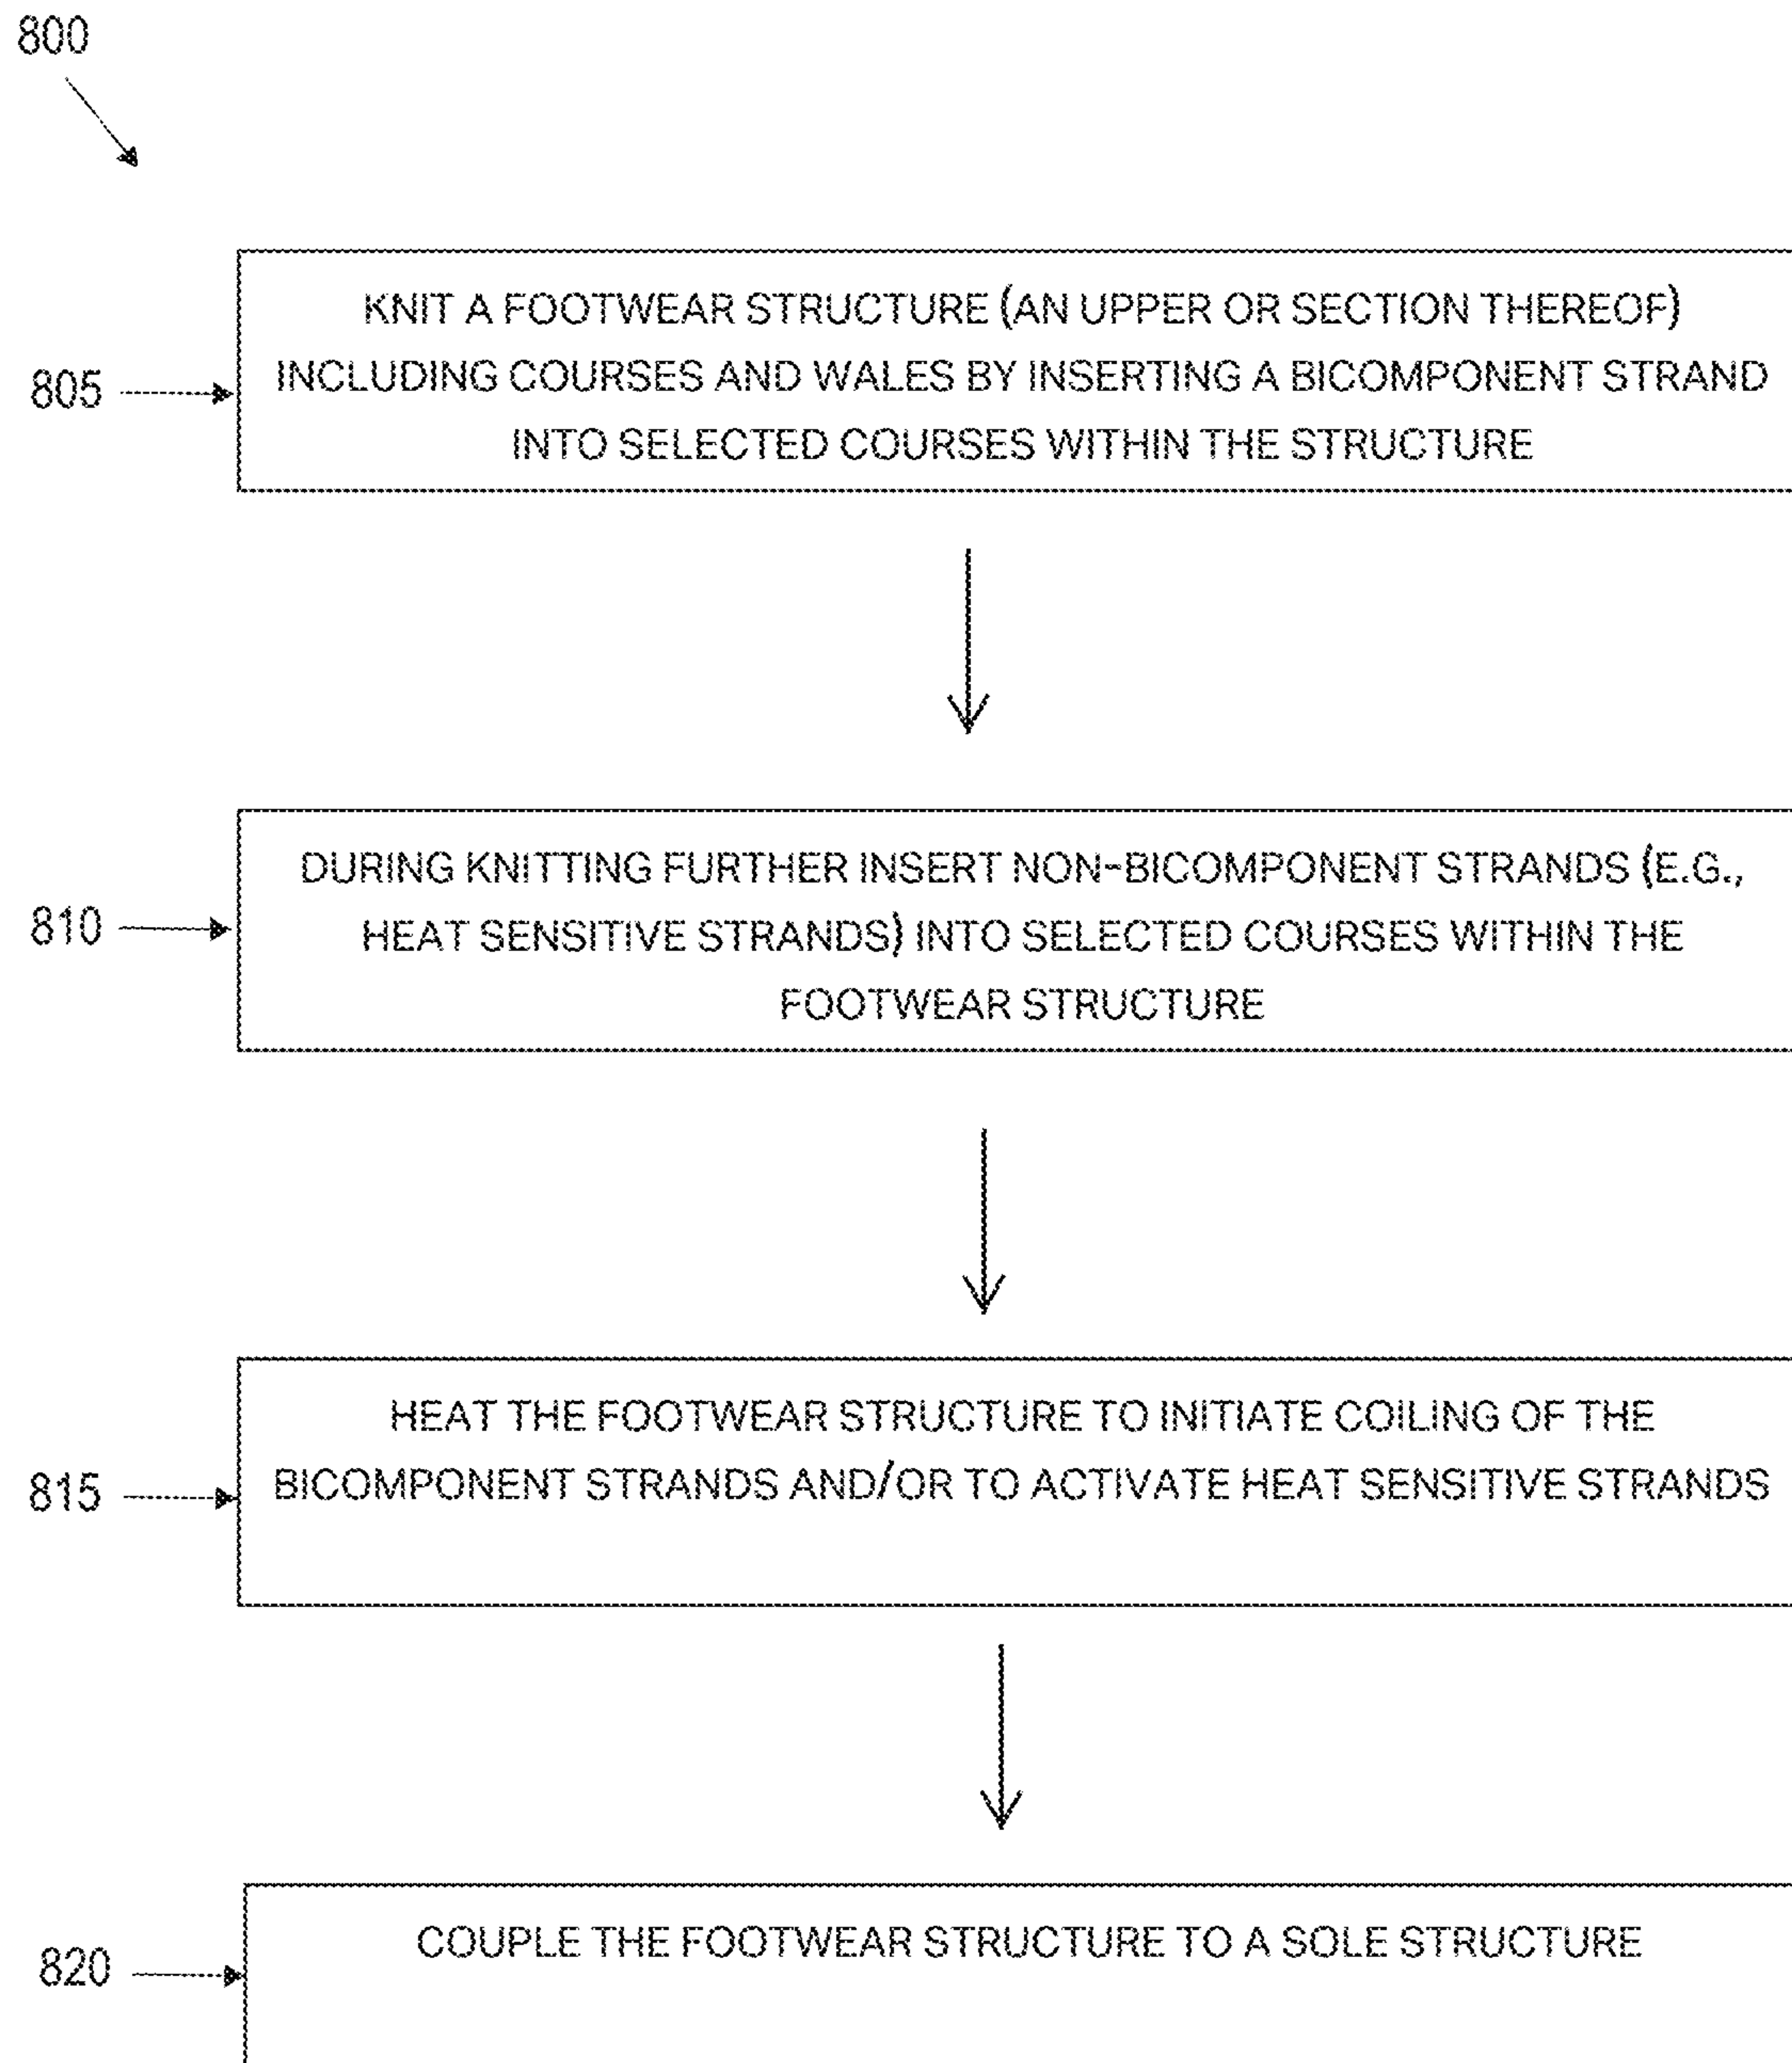 800
KNIT A FOOTWEAR STRUCTURE (AN UPPER OR SECTION THEREOF)
805
INCLUDING COURSES AND WALES BY INSERTING A BICOMPONENT STRAND
INTO SELECTED COURSES WITHIN THE STRUCTURE
DURING KNITTING FURTHER INSERT NON-BICOMPONENT STRANDS (E.G.,
810
HEAT SENSITIVE STRANDS) INTO SELECTED COURSES WITHIN THE
FOOTWEAR STRUCTURE
HEAT THE FOOTWEAR STRUCTURE TO INITIATE COILING OF THE
815
BICOMPONENT STRANDS AND/OR TO ACTIVATE HEAT SENSITIVE STRANDS
COUPLE THE FOOTWEAR STRUCTURE TO A SOLE STRUCTURE
820